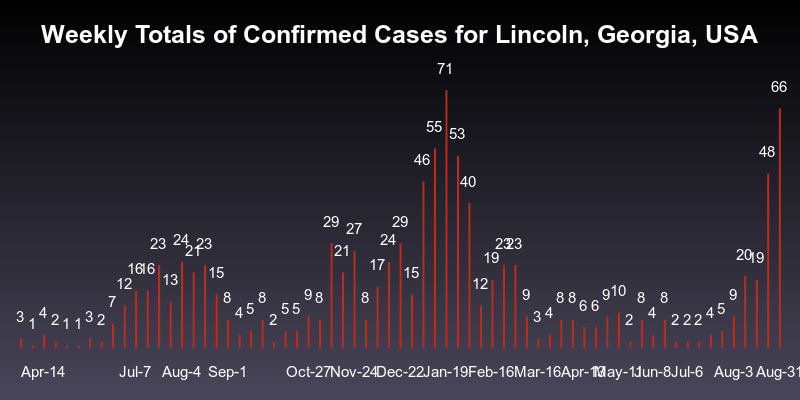 Weekly Totals of Confirmed Cases for Lincoln, Georgia, USA
3 1 4 2 1 1 3 2 7 12 16 16 23 13 24 21 23 15 8 4 5 8 2 5 5 9 8 29 21 27 8 17 24 29 15 46 55 71 53 40 12 19 23 23 9 3 4 8 8 6 6 9 10 2 8 4 8 2 2 2 4 5 9 20 19 48 66
Apr-14 Jul-7 Aug-4 Sep-1 Oct-27 Nov-24 Dec-22 Jan-19 Feb-16 Mar-16 Apr-13 May-11 Jun-8 Jul-6 Aug-3 Aug-31